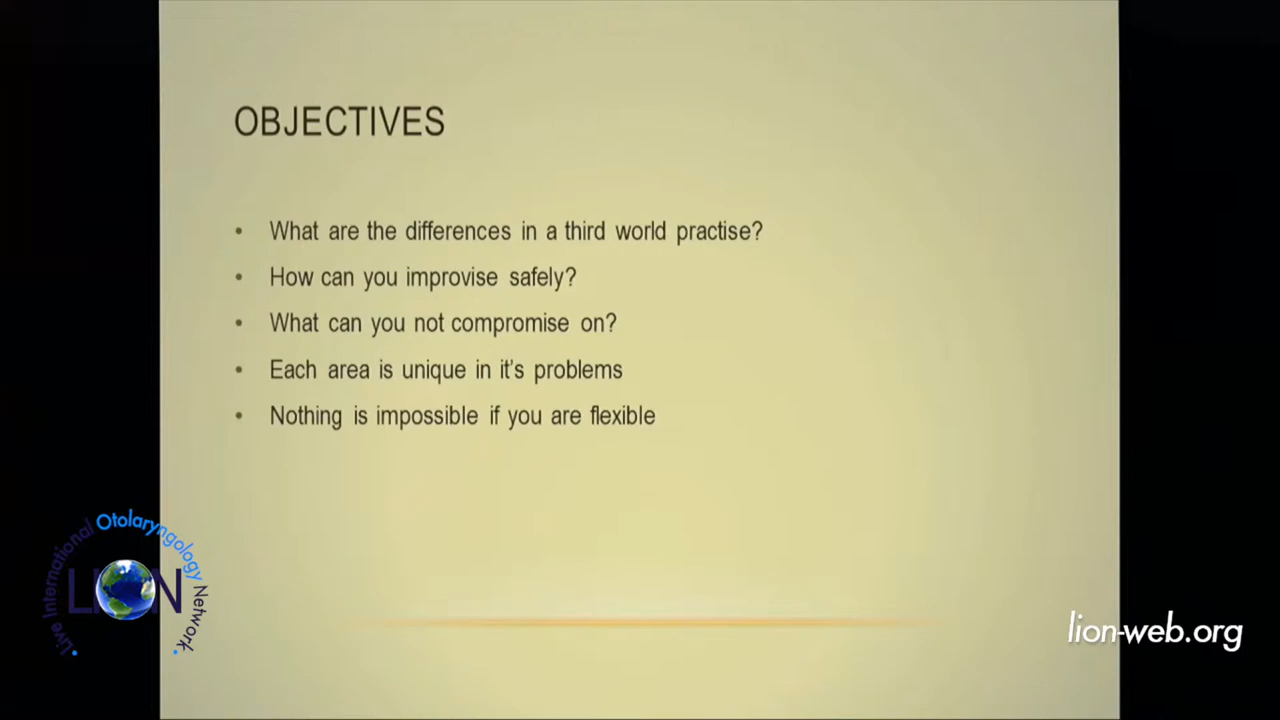 OBJECTIVES
• What are the differences in a third world practise?
• How can you improvise safely?
• What can you not compromise on?
• Each area is unique in it's problems
• Nothing is impossible if you are flexible
Live International Otolaryngology Network
LION
lion-web.org